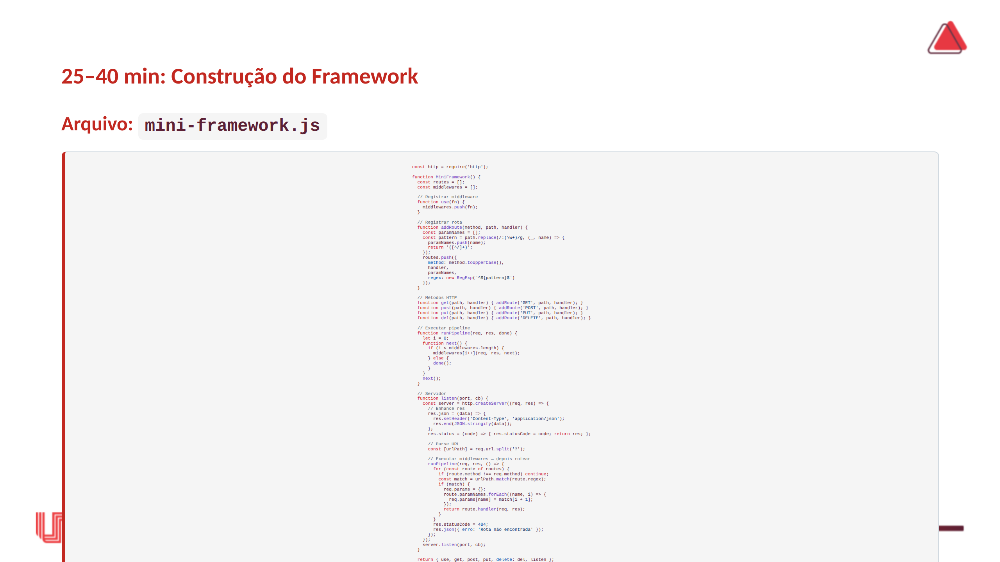 25–40 min: Construção do Framework
Arquivo: mini-framework.js
const http = require('http');
function MiniFramework() {
  const routes = [];
  const middlewares = [];
  // Registrar middleware
  function use(fn) {
    middlewares.push(fn);
  }
  // Registrar rota
  function addRoute(method, path, handler) {
    const paramNames = [];
    const pattern = path.replace(/:(\w+)/g, (_, name) => {
      paramNames.push(name);
      return '([^/]+)';
    });
    routes.push({
      method: method.toUpperCase(),
      handler,
      paramNames,
      regex: new RegExp(`^${pattern}$`)
    });
  }
  // Métodos HTTP
  function get(path, handler) { addRoute('GET', path, handler); }
  function post(path, handler) { addRoute('POST', path, handler); }
  function put(path, handler) { addRoute('PUT', path, handler); }
  function del(path, handler) { addRoute('DELETE', path, handler); }
  // Executar pipeline
  function runPipeline(req, res, done) {
    let i = 0;
    function next() {
      if (i < middlewares.length) {
        middlewares[i++](req, res, next);
      } else {
        done();
      }
    }
    next();
  }
  // Servidor
  function listen(port, cb) {
    const server = http.createServer((req, res) => {
      // Enhance res
      res.json = (data) => {
        res.setHeader('Content-Type', 'application/json');
        res.end(JSON.stringify(data));
      };
      res.status = (code) => { res.statusCode = code; return res; };
      // Parse URL
      const [urlPath] = req.url.split('?');
      // Executar middlewares → depois rotear
      runPipeline(req, res, () => {
        for (const route of routes) {
          if (route.method !== req.method) continue;
          const match = urlPath.match(route.regex);
          if (match) {
            req.params = {};
            route.paramNames.forEach((name, i) => {
              req.params[name] = match[i + 1];
            });
            return route.handler(req, res);
          }
        }
        res.statusCode = 404;
        res.json({ erro: 'Rota não encontrada' });
      });
    });
    server.listen(port, cb);
  }
  return { use, get, post, put, delete: del, listen };